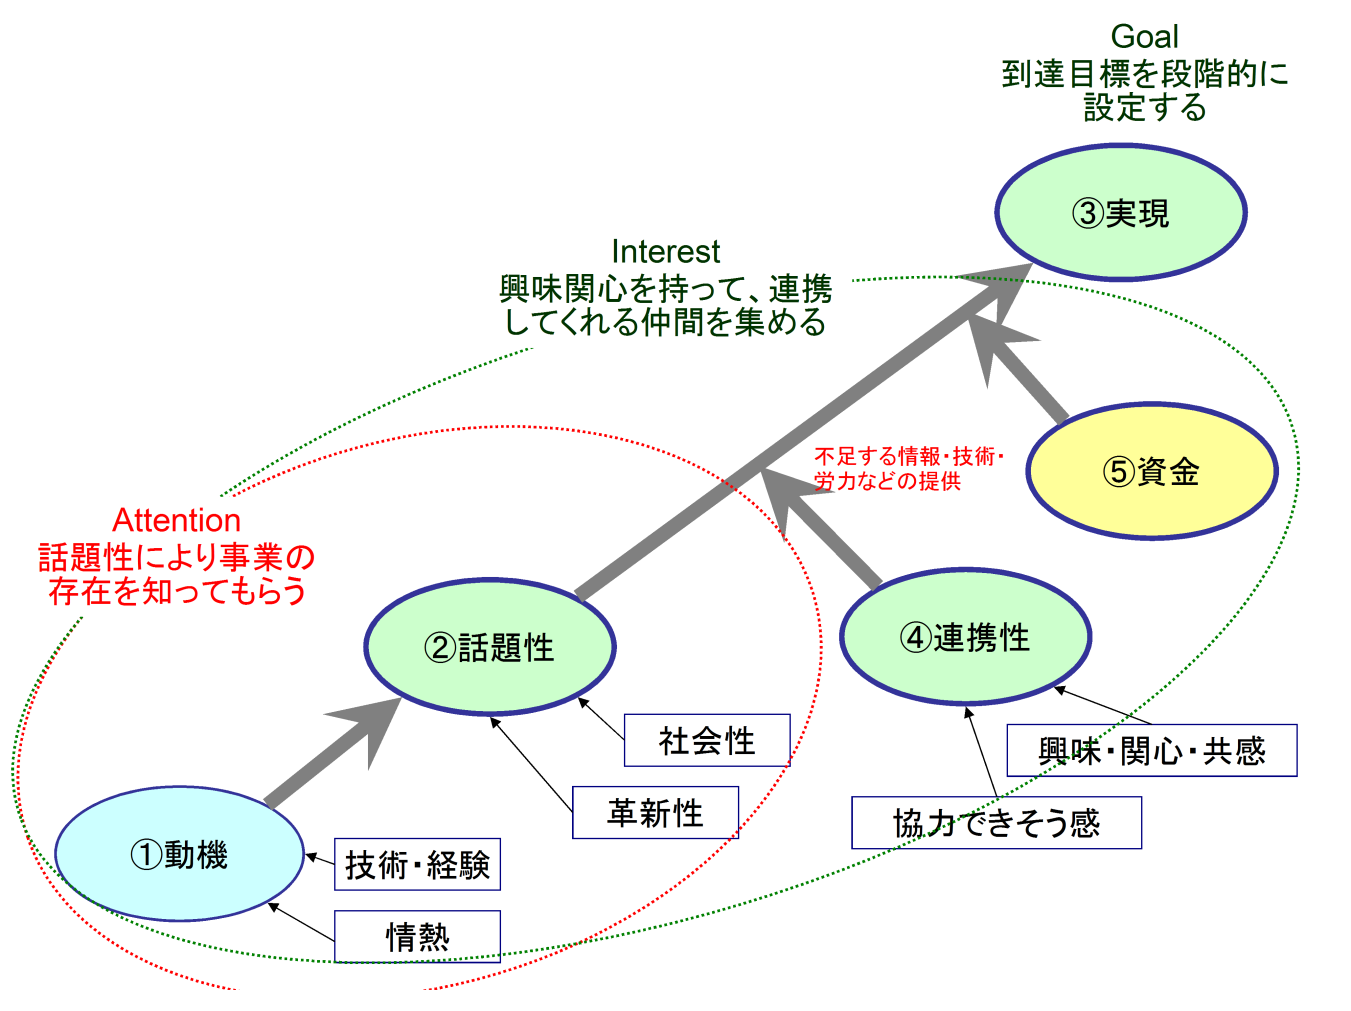 Goal
到達目標を段階的に
設定する
③実現
Interest
興味関心を持って、連携
してくれる仲間を集める
不足する情報・技術・
労力などの提供
⑤資金
Attention
話題性により事業の
存在を知ってもらう
②話題性
④連携性
社会性
革新性
興味・関心・共感
協力できそう感
①動機
技術・経験
情熱